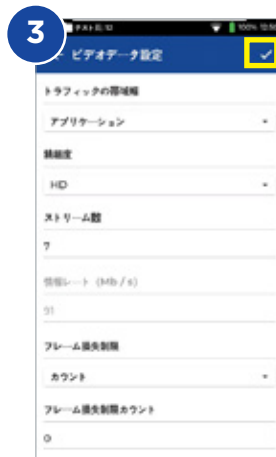 3
100%
← ビデオデータ設定
トラフィックの帯域幅
アプリケーション
精細度
HD
ストリーム数
7
情報レート (Mb/s)
91
フレーム損失制限
カウント
フレーム損失制限カウント
0